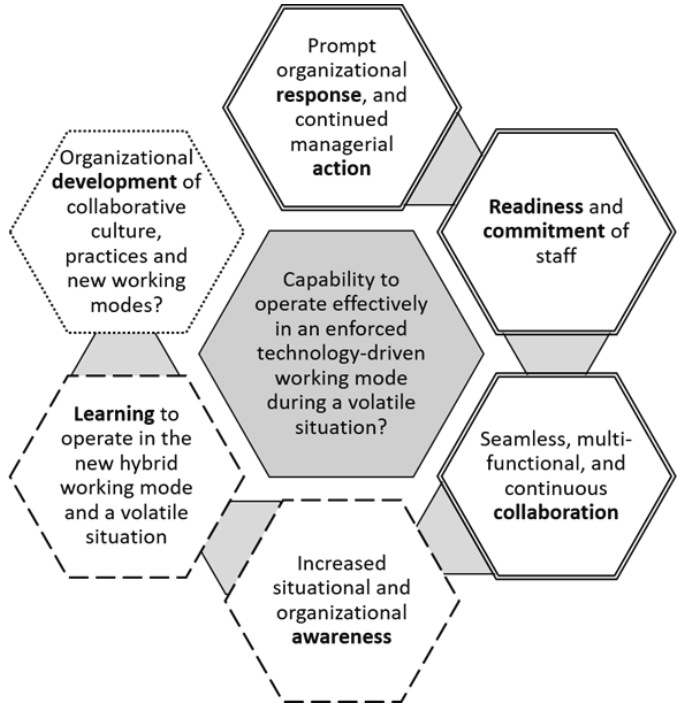 Prompt
organizational
response, and
continued
managerial
action
Readiness and
commitment of
staff
Seamless, multi-
functional, and
continuous
collaboration
Increased
situational and
organizational
awareness
Learning to
operate in the
new hybrid
working mode
and a volatile
situation
Organizational
development of
collaborative
culture,
practices and
new working
modes?
Capability to
operate effectively
in an enforced
technology-driven
working mode
during a volatile
situation?